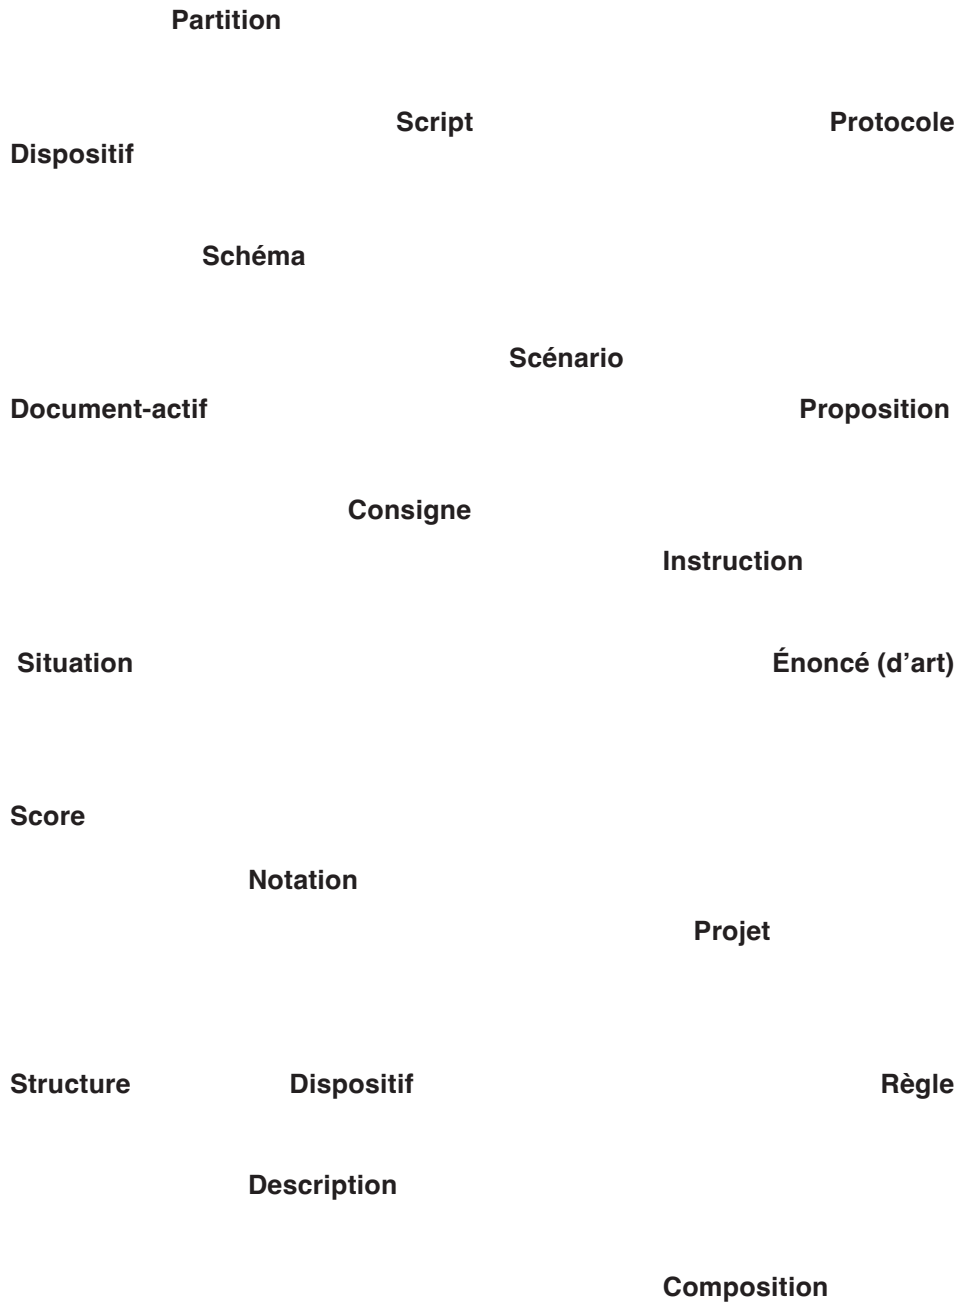 Partition
Script Protocole
Dispositif
Schéma
Scénario
Document-actif Proposition
Consigne
Instruction
Situation Énoncé (d’art)
Score
Notation
Projet
Structure Dispositif Règle
Description
Composition